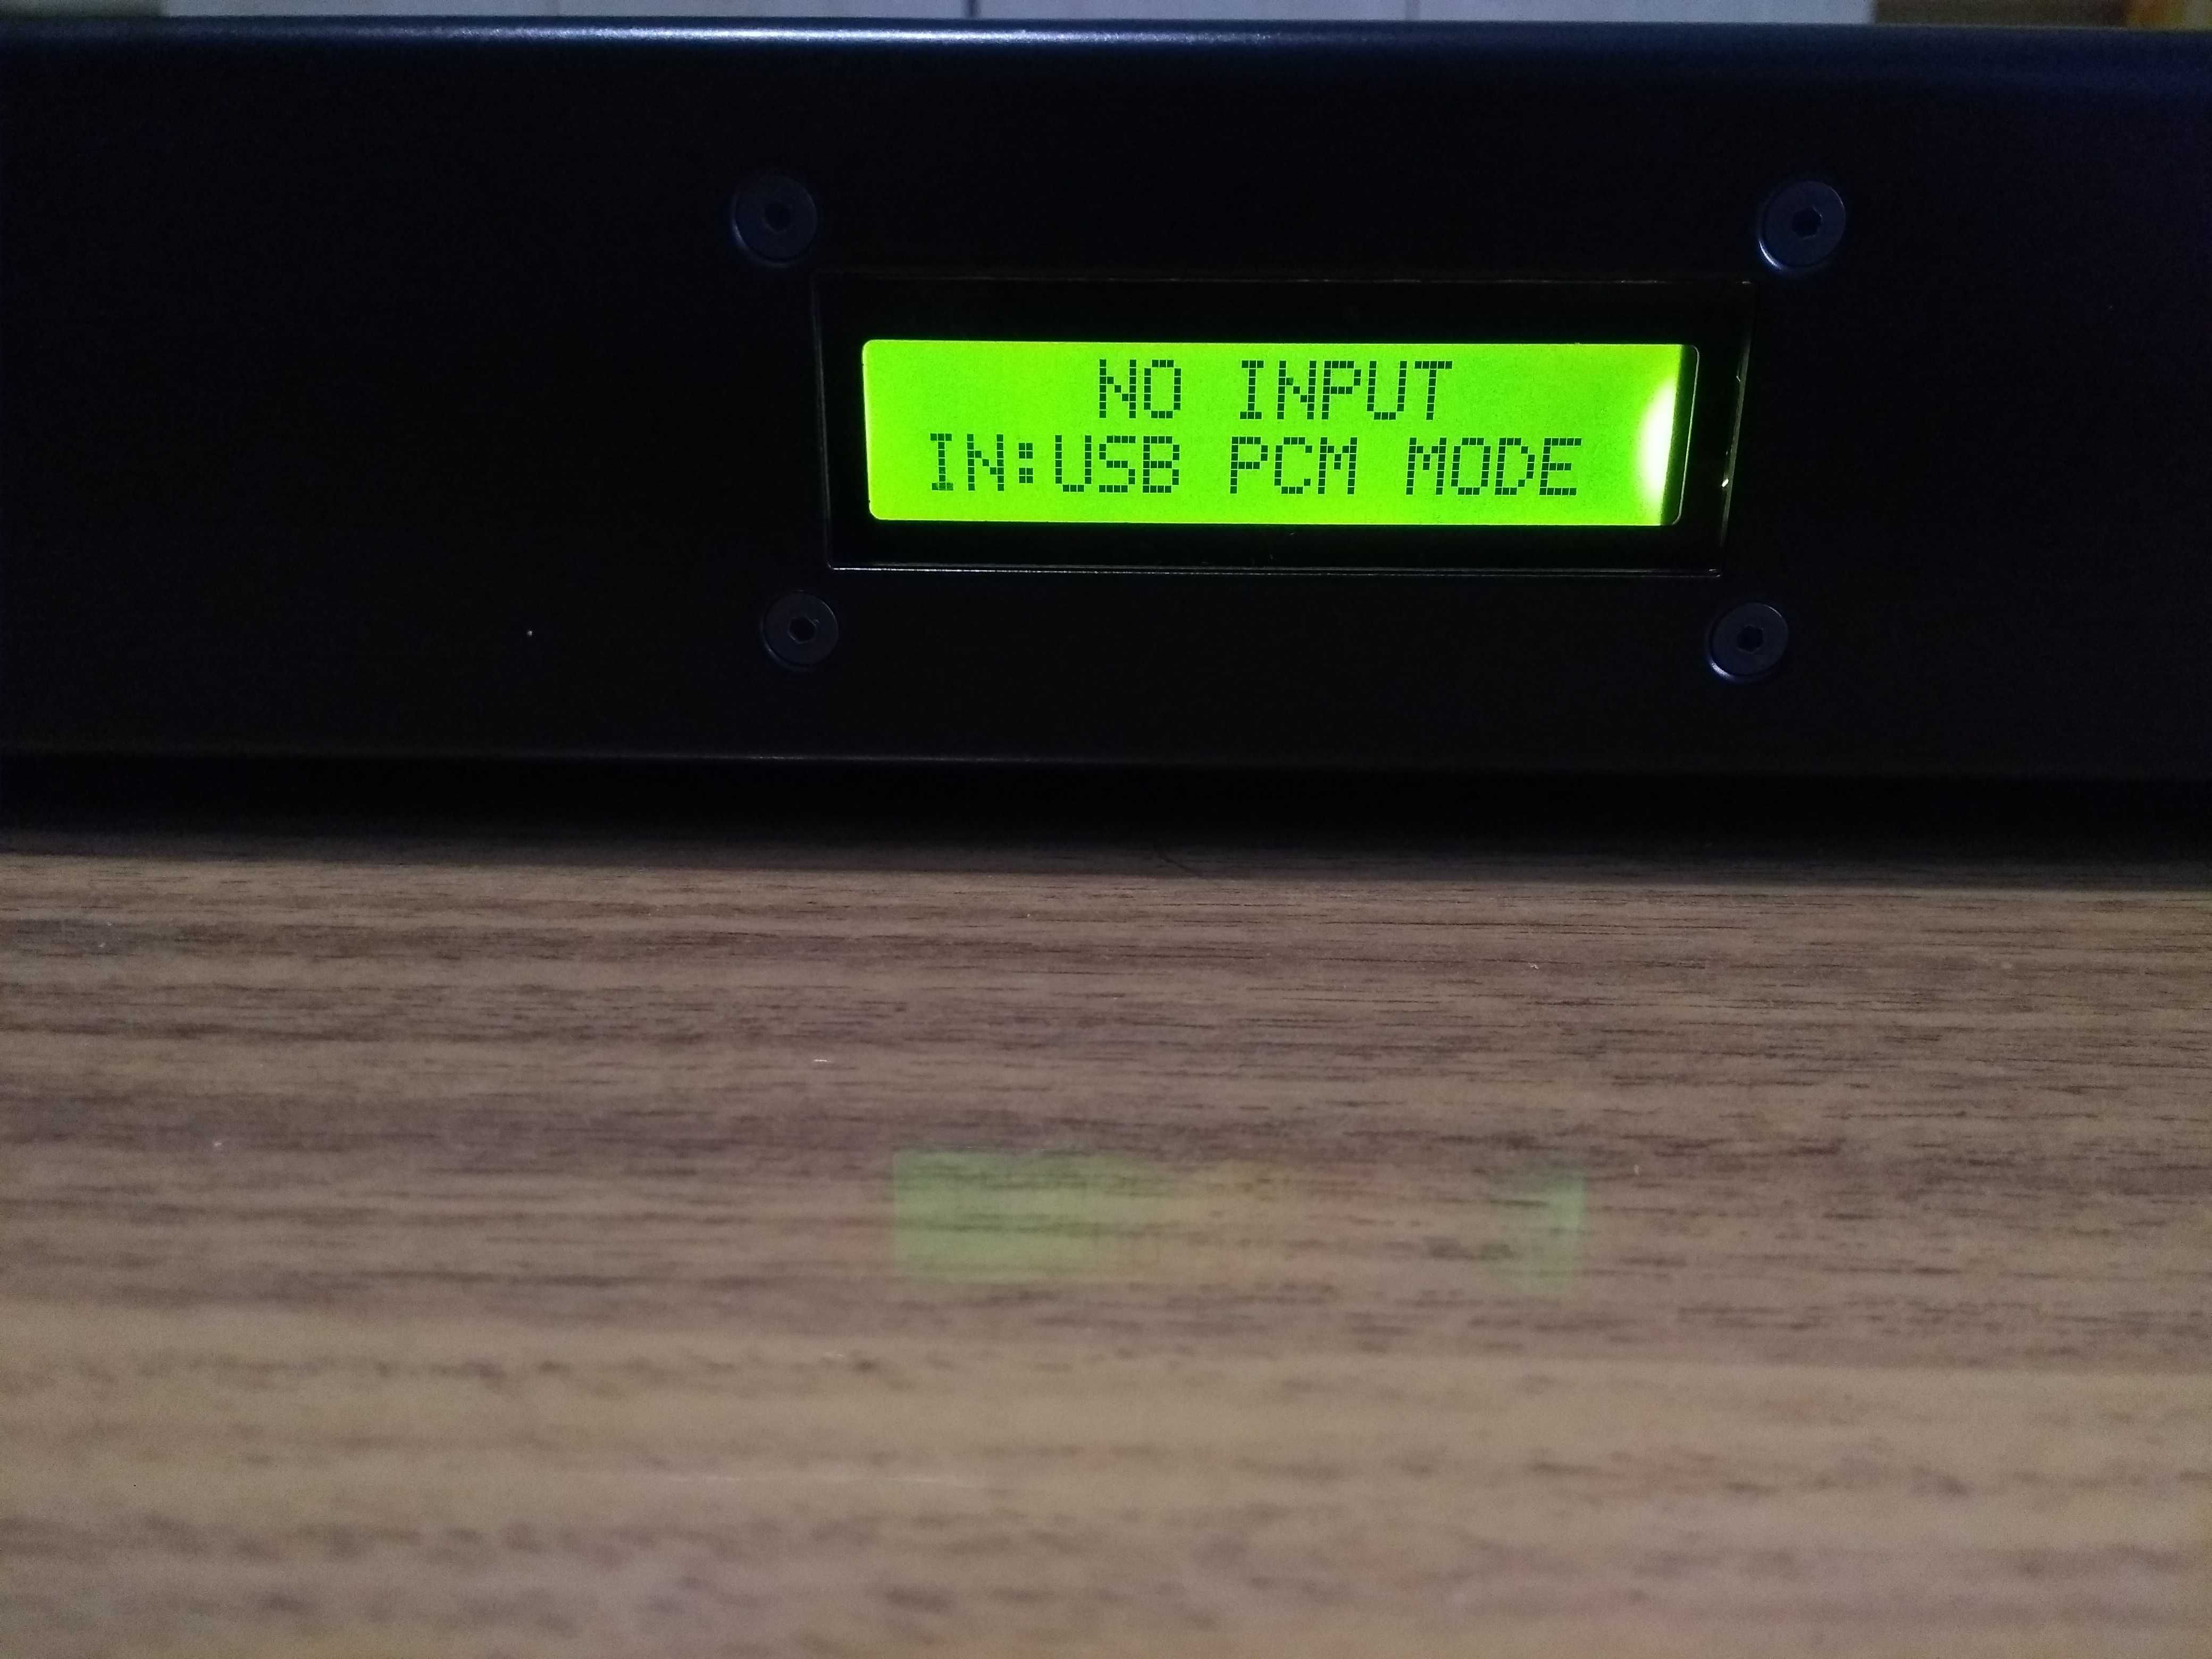 NO INPUT
IN:USB PCM MODE